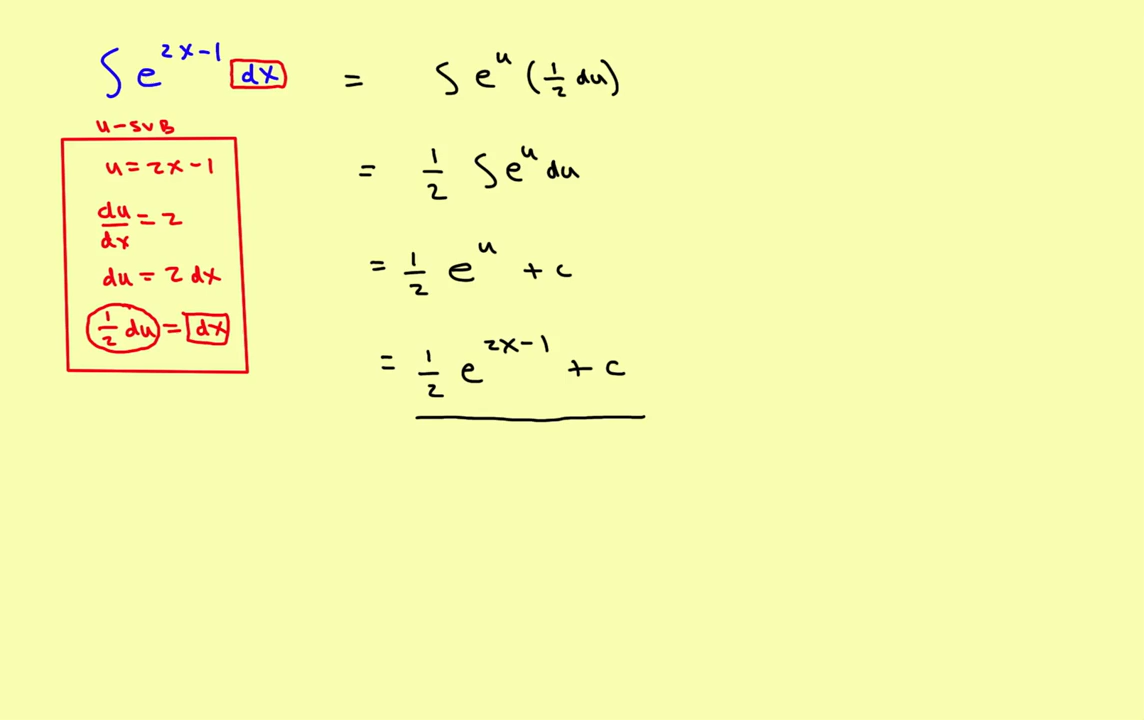 ∫ e^{2x-1} dx = ∫ e^u (1/2 du)
u-sub
u = 2x-1
du/dx = 2
du = 2 dx
1/2 du = dx
= 1/2 ∫ e^u du
= 1/2 e^u + c
= 1/2 e^{2x-1} + c